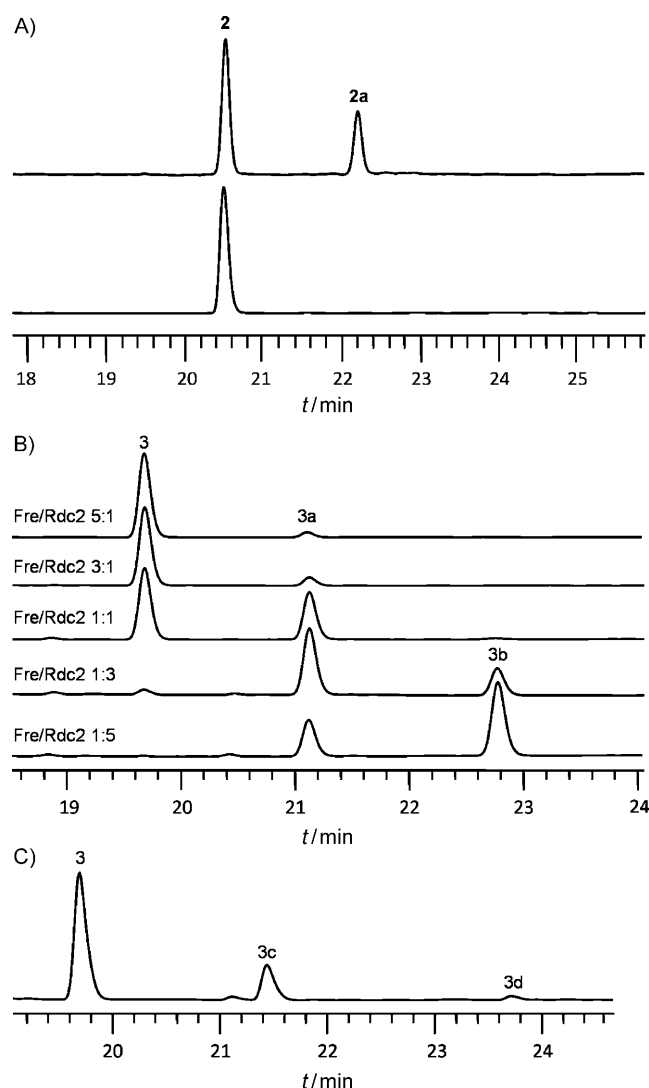 A)
2
2a
18 19 20 21 22 23 24 25
t/min
B)
3
Fre/Rdc2 5:1
3a
Fre/Rdc2 3:1
Fre/Rdc2 1:1
Fre/Rdc2 1:3
3b
Fre/Rdc2 1:5
19 20 21 22 23 24
t/min
C)
3
3c
3d
20 21 22 23 24
t/min